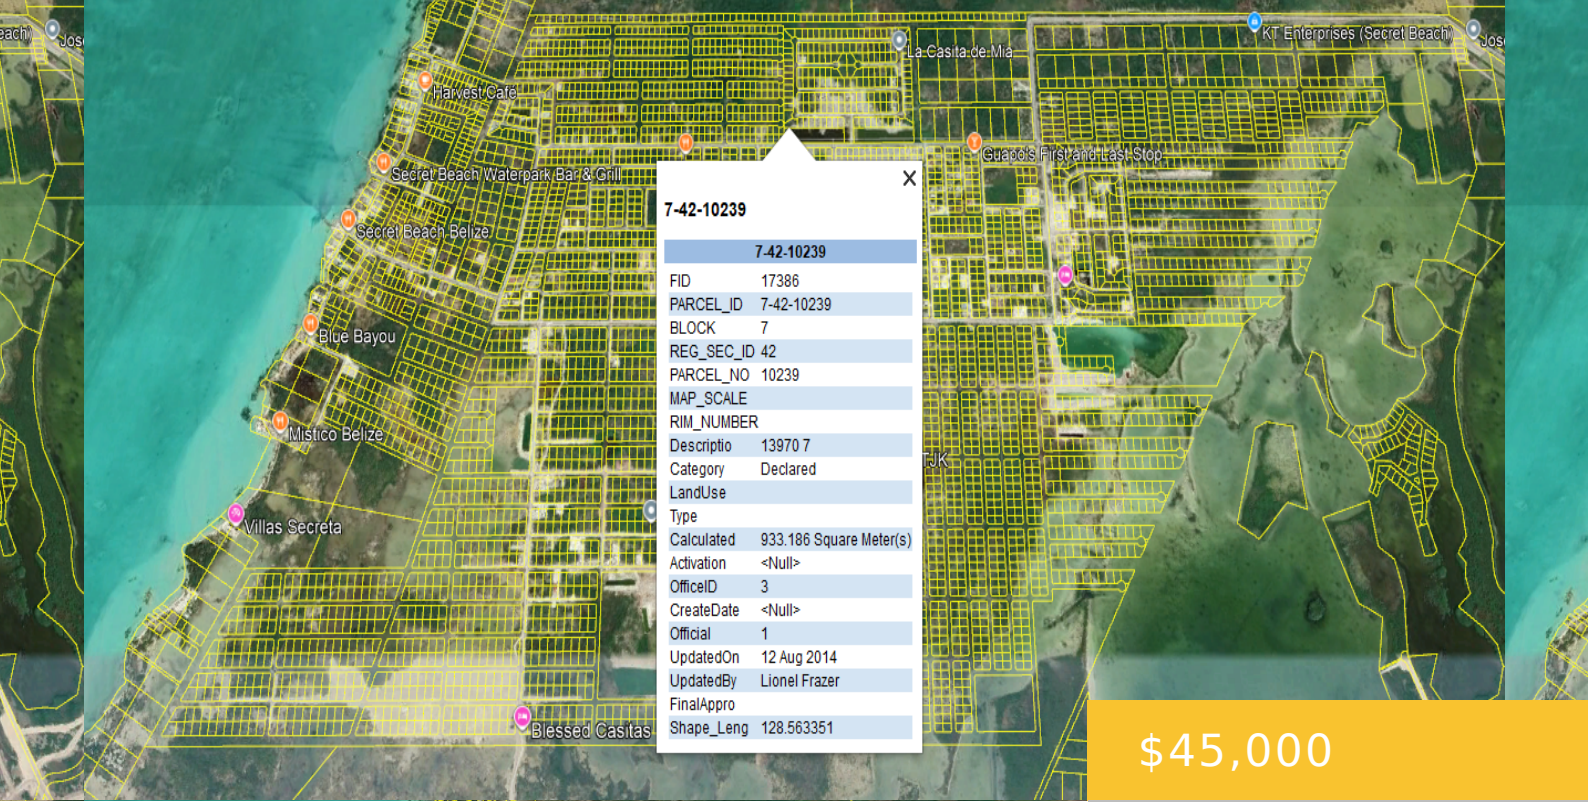 each)
Jos
KT Enterprises (Secret Beach)
Jos
La Casita de Mia
Harvest Café
Guapo's First and Last Stop
Secret Beach Waterpark Bar & Grill
Secret Beach Belize
Blue Bayou
Mistico Belize
TJK
Villas Secreta
Blessed Casitas
X
7-42-10239
7-42-10239
FID 17386
PARCEL_ID 7-42-10239
BLOCK 7
REG_SEC_ID 42
PARCEL_NO 10239
MAP_SCALE
RIM_NUMBER
Descriptio 13970 7
Category Declared
LandUse
Type
Calculated 933.186 Square Meter(s)
Activation <Null>
OfficeID 3
CreateDate <Null>
Official 1
UpdatedOn 12 Aug 2014
UpdatedBy Lionel Frazer
FinalAppro
Shape_Leng 128.563351
$45,000